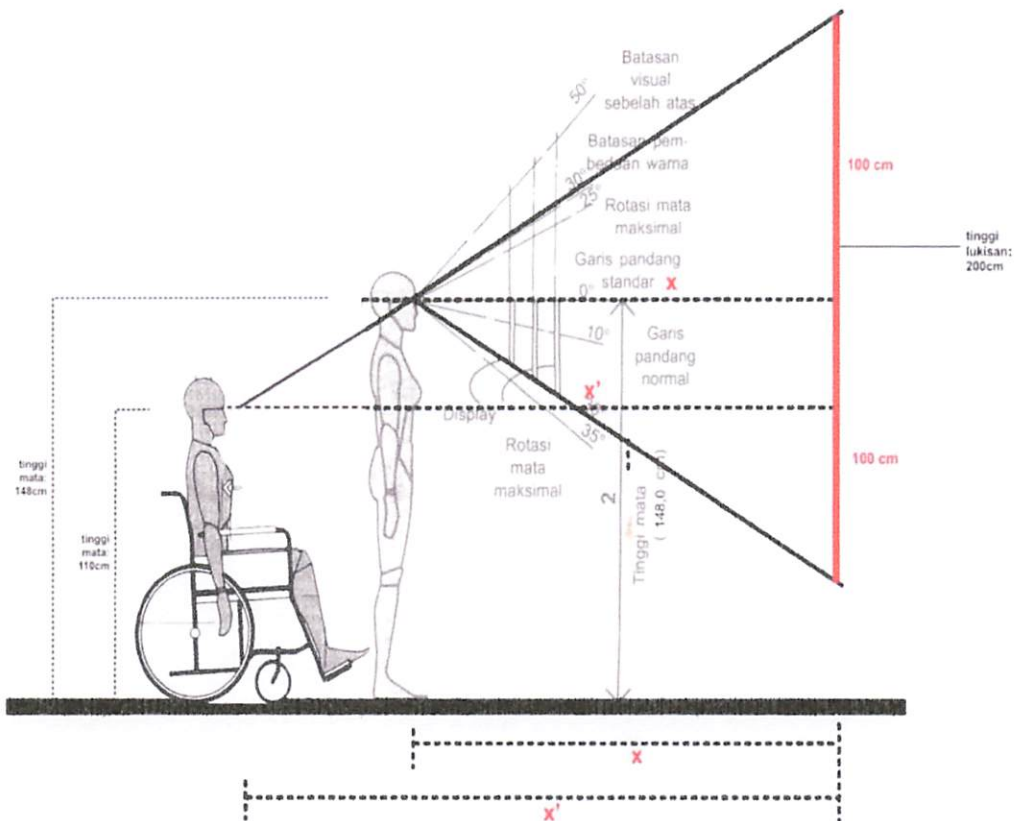 Batasan
visual
sebelah atas
50°
Batasan pem-
bedaan warna
30°
25°
Rotasi mata
maksimal
Garis pandang
standar x
0°
10°
Garis
pandang
normal
x'
Display
35°
Rotasi
mata
maksimal
2
Tinggi mata
( 148,0 cm)
100 cm
100 cm
tinggi
lukisan:
200cm
tinggi
mata:
148cm
tinggi
mata:
110cm
x
x'